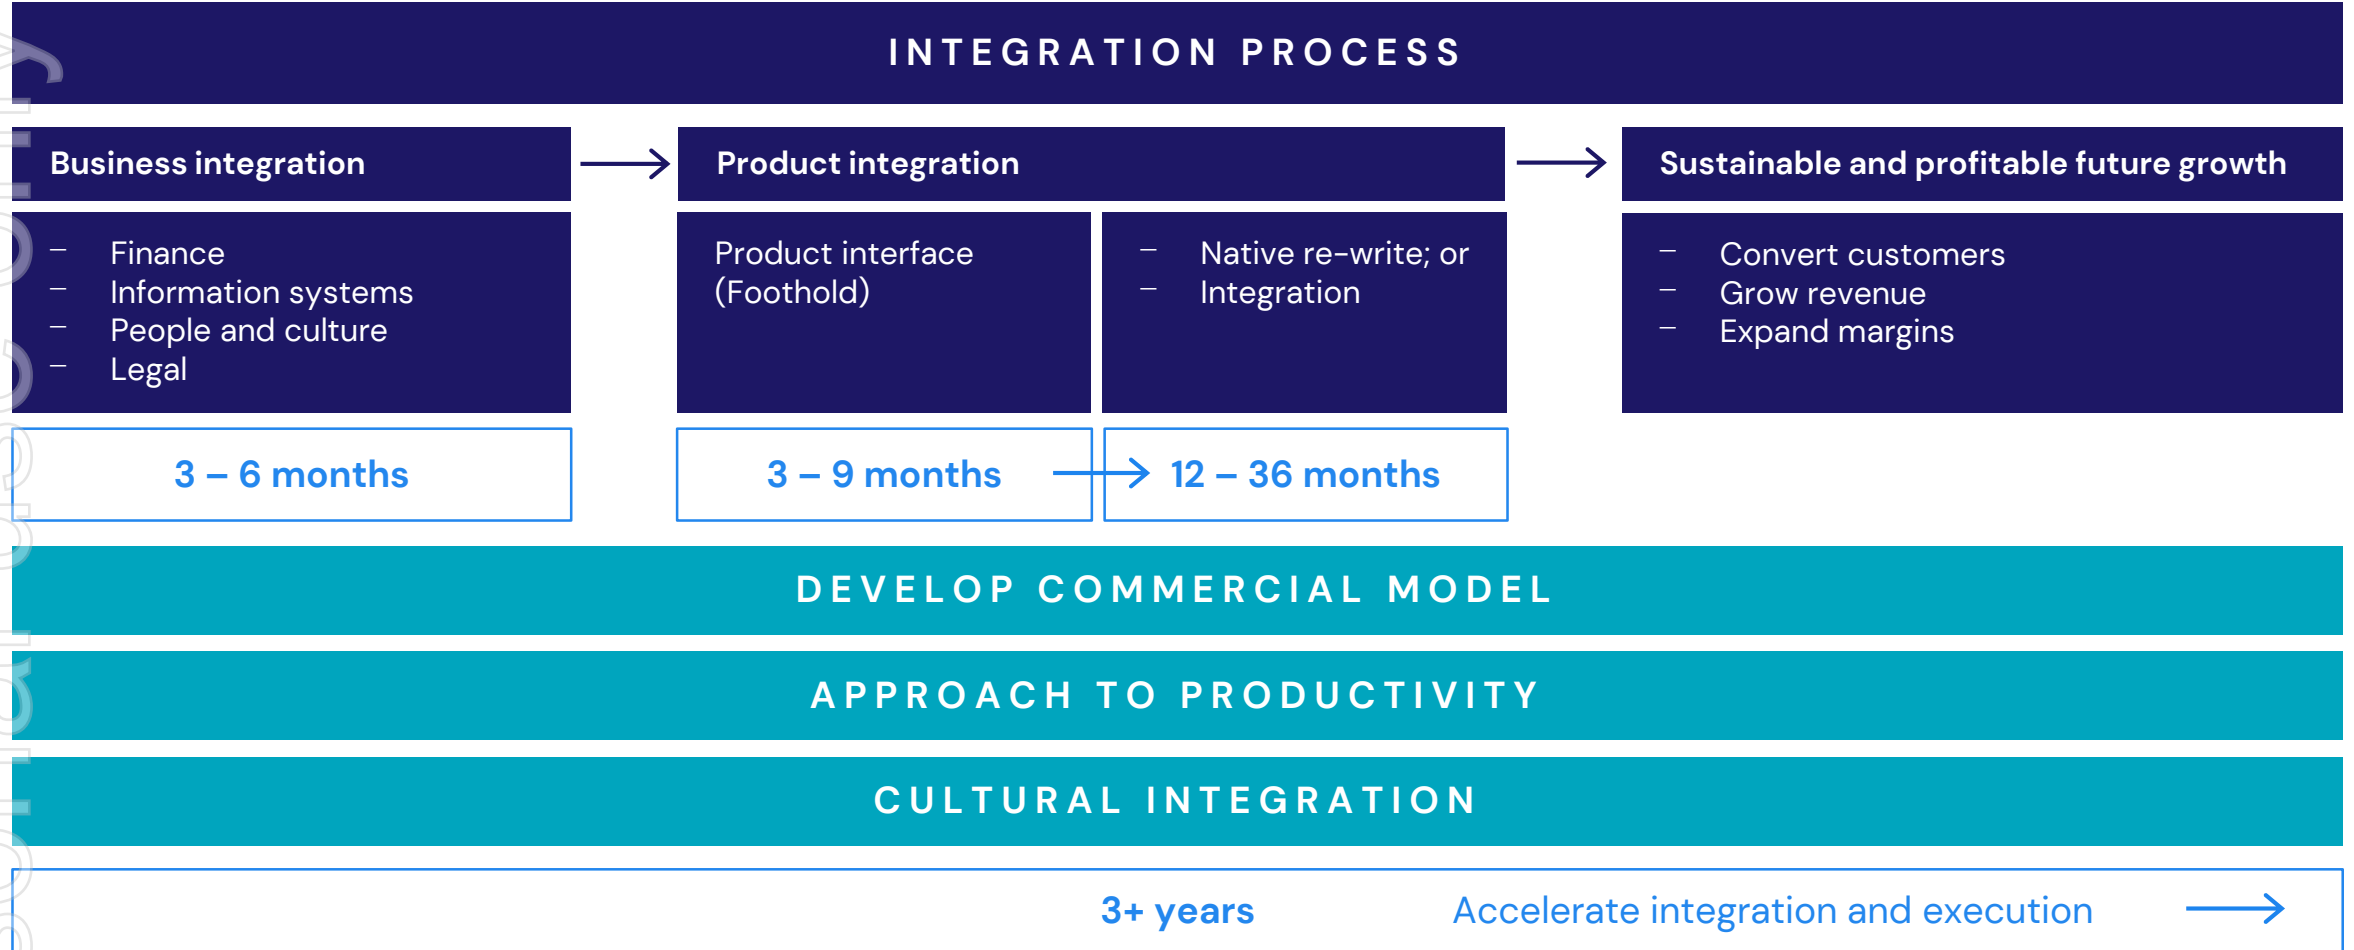 INTEGRATION PROCESS
Business integration
Product integration
Sustainable and profitable future growth
– Finance
– Information systems
– People and culture
– Legal
Product interface
(Foothold)
– Native re-write; or
– Integration
– Convert customers
– Grow revenue
– Expand margins
3 – 6 months
3 – 9 months
12 – 36 months
DEVELOP COMMERCIAL MODEL
APPROACH TO PRODUCTIVITY
CULTURAL INTEGRATION
3+ years
Accelerate integration and execution